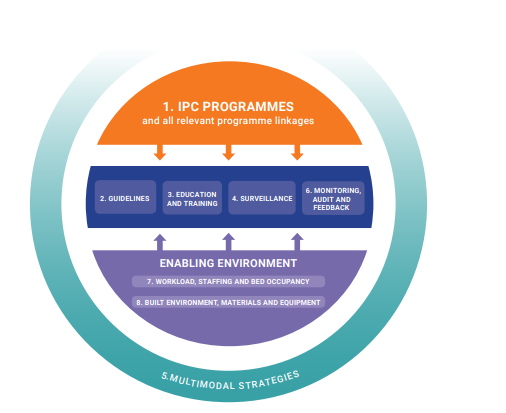 1. IPC PROGRAMMES
and all relevant programme linkages
2. GUIDELINES
3. EDUCATION
AND TRAINING
4. SURVEILLANCE
6. MONITORING,
AUDIT AND
FEEDBACK
ENABLING ENVIRONMENT
7. WORKLOAD, STAFFING AND BED OCCUPANCY
8. BUILT ENVIRONMENT, MATERIALS AND EQUIPMENT
5.MULTIMODAL STRATEGIES